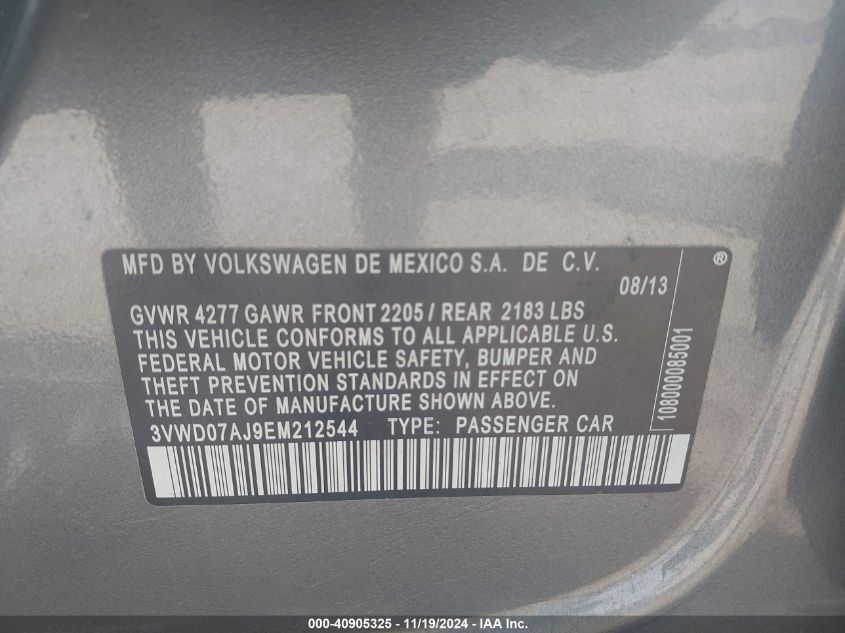 MFD BY VOLKSWAGEN DE MEXICO S.A. DE C.V.
08/13
GVWR 4277 GAWR FRONT 2205 / REAR 2183 LBS
THIS VEHICLE CONFORMS TO ALL APPLICABLE U.S.
FEDERAL MOTOR VEHICLE SAFETY, BUMPER AND
THEFT PREVENTION STANDARDS IN EFFECT ON
THE DATE OF MANUFACTURE SHOWN ABOVE.
3VWD07AJ9EM212544 TYPE: PASSENGER CAR
108000085001
®
000-40905325 - 11/19/2024 - IAA Inc.